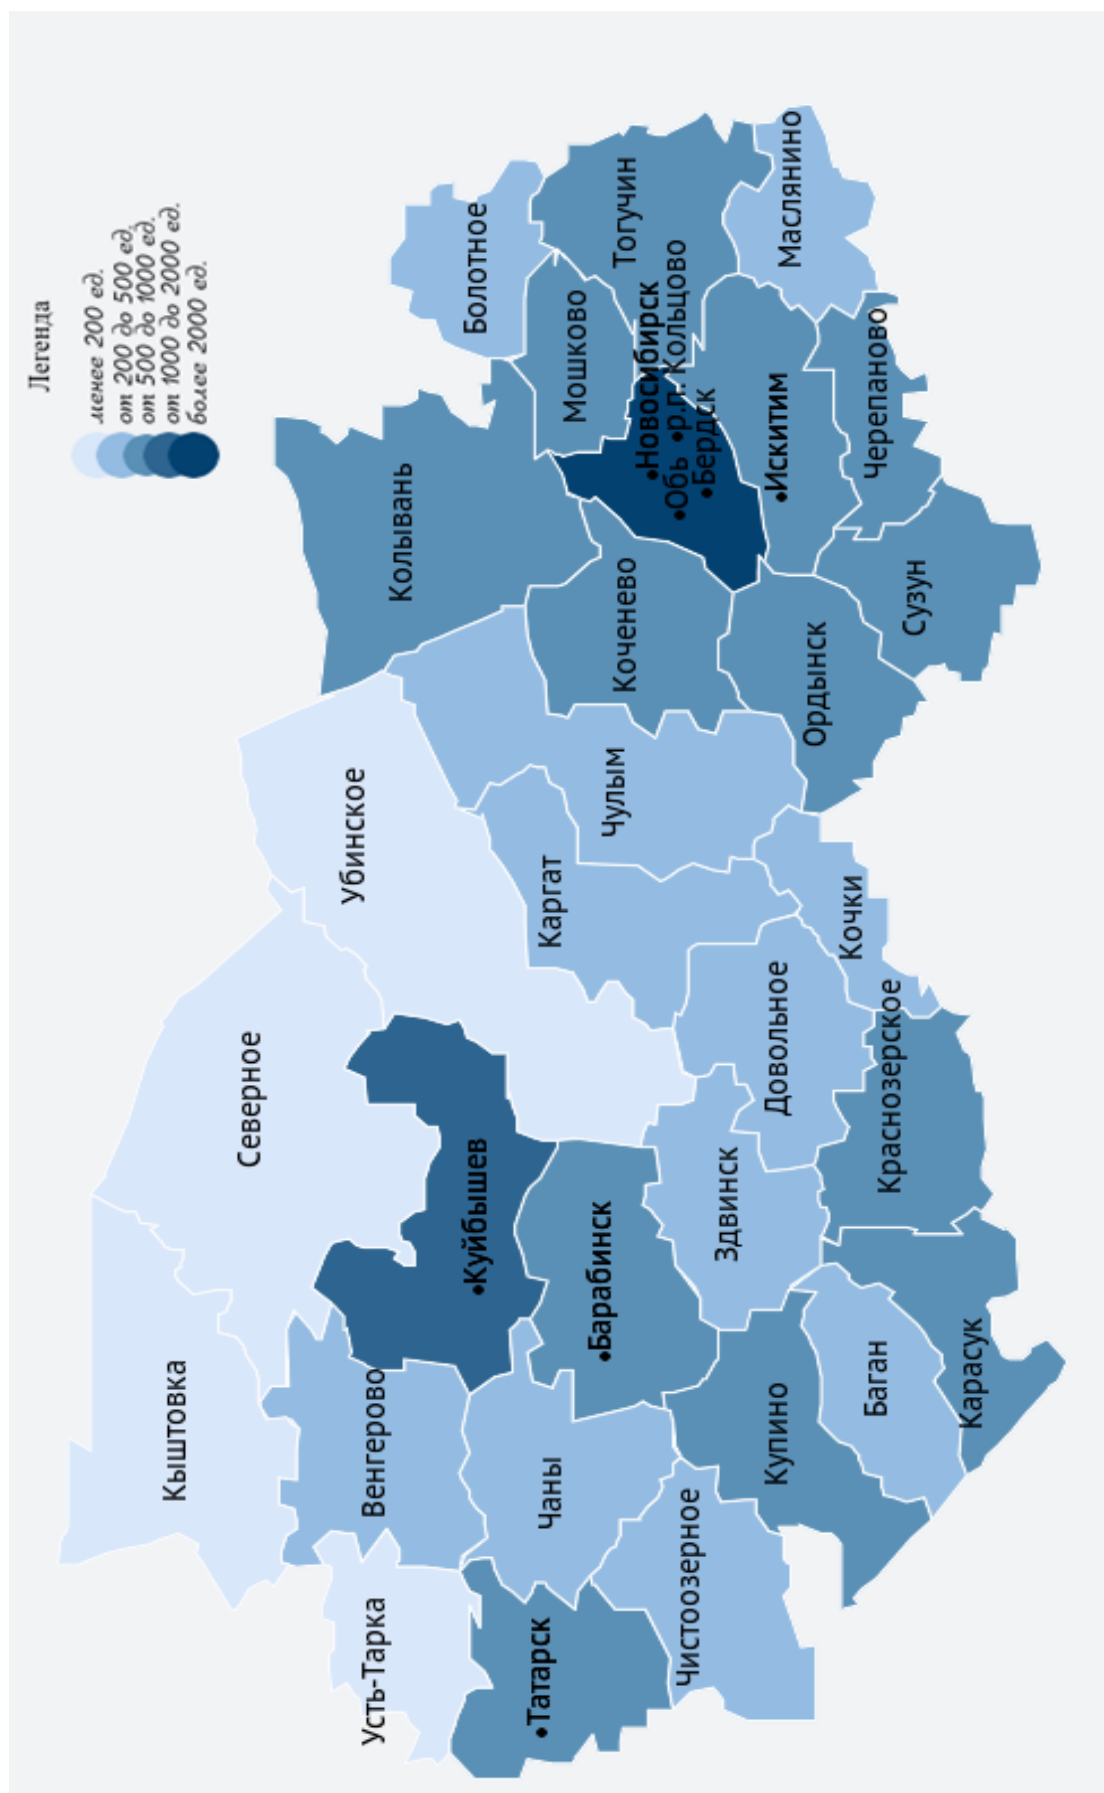 Легенда
менее 200 ед.
от 200 до 500 ед.
от 500 до 1000 ед.
от 1000 до 2000 ед.
более 2000 ед.
Кыштовка
Северное
Убинское
Колывань
Болотное
Усть-Тарка
Венгерово
Куйбышев
Каргат
Чулым
Коченево
Мошково
Тогучин
Новосибирск
Обь
р.п. Кольцово
Бердск
Татарск
Чаны
Барабинск
Чистоозерное
Здвинск
Довольное
Ордынск
Искитим
Маслянино
Купино
Кочки
Черепаново
Баган
Краснозерское
Сузун
Карасук